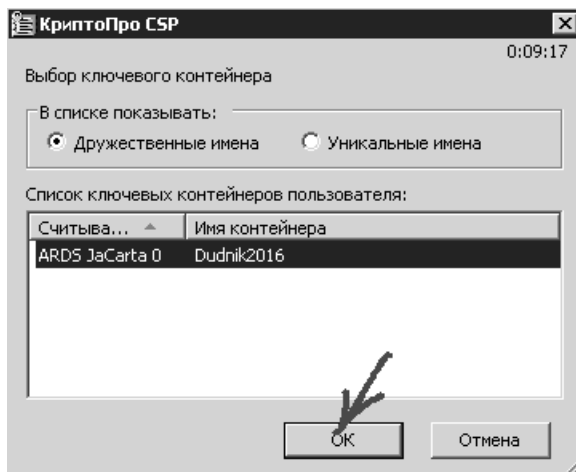 КриптоПро CSP
0:09:17
Выбор ключевого контейнера
В списке показывать:
Дружественные имена Уникальные имена
Список ключевых контейнеров пользователя:
Считыва... Имя контейнера
ARDS JaCarta 0 Dudnik2016
ОК Отмена